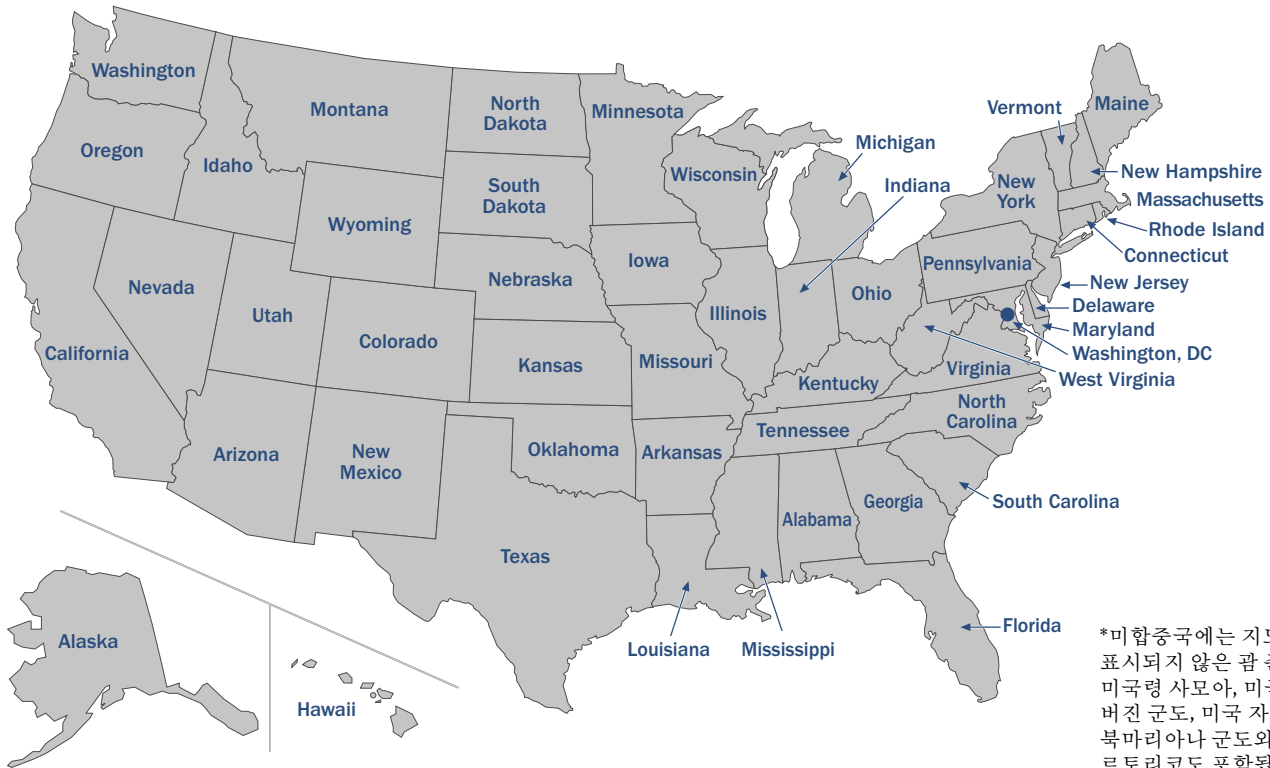 Washington
Montana
North
Dakota
Minnesota
Vermont
Maine
Oregon
Idaho
Wisconsin
Michigan
New Hampshire
South
Dakota
Indiana
New
York
Massachusetts
Wyoming
Rhode Island
Connecticut
Iowa
Pennsylvania
Nebraska
New Jersey
Nevada
Ohio
Delaware
Utah
Illinois
Maryland
Colorado
Washington, DC
California
Kansas
Missouri
Virginia
West Virginia
Kentucky
North
Carolina
Tennessee
Arizona
New
Mexico
Oklahoma
Arkansas
South Carolina
Georgia
Alabama
Texas
Florida
Alaska
Louisiana
Mississippi
Hawaii
*미합중국에는
표시되지 않은 괌
미국령 사모아,
버진 군도, 미국
북마리아나 군도와
르토리코도